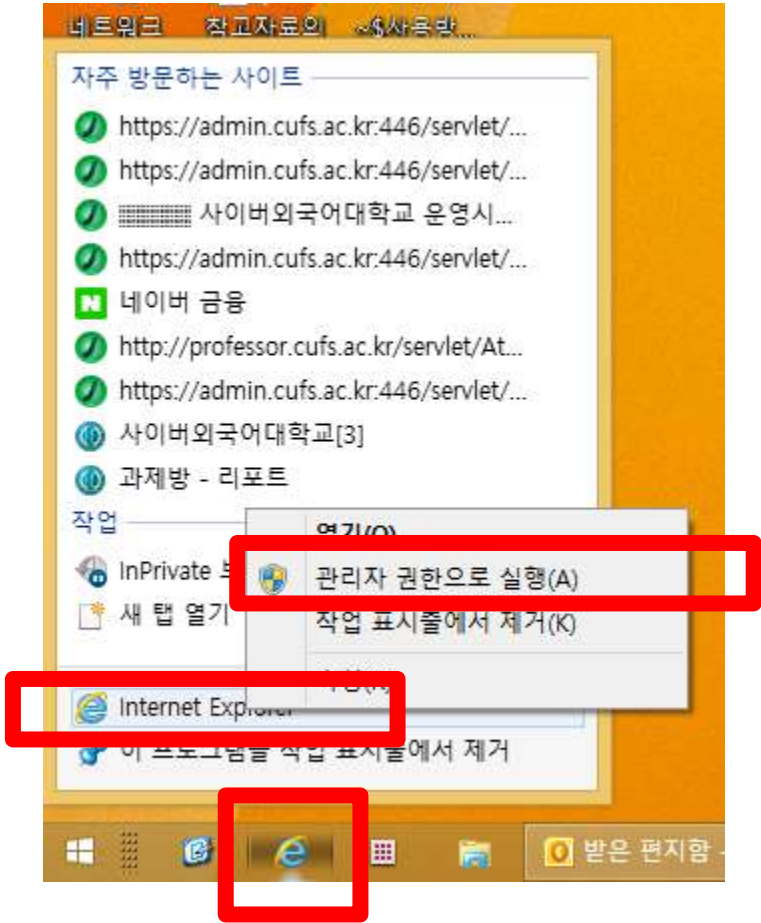 네트워크 참고자료의 ~$사용방...
자주 방문하는 사이트
https://admin.cufs.ac.kr:446/servlet/...
https://admin.cufs.ac.kr:446/servlet/...
사이버외국어대학교 운영시...
https://admin.cufs.ac.kr:446/servlet/...
네이버 금융
http://professor.cufs.ac.kr/servlet/At...
https://admin.cufs.ac.kr:446/servlet/...
사이버외국어대학교[3]
과제방 - 리포트
작업
열기(O)
InPrivate
관리자 권한으로 실행(A)
새 탭 열기
작업 표시줄에서 제거(K)
Internet Explorer
이 프로그램을 작업 표시줄에서 제거
받은 편지함 -